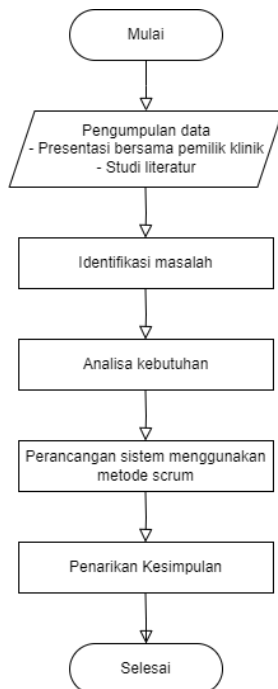 Mulai
Pengumpulan data
- Presentasi bersama pemilik klinik
- Studi literatur
Identifikasi masalah
Analisa kebutuhan
Perancangan sistem menggunakan
metode scrum
Penarikan Kesimpulan
Selesai